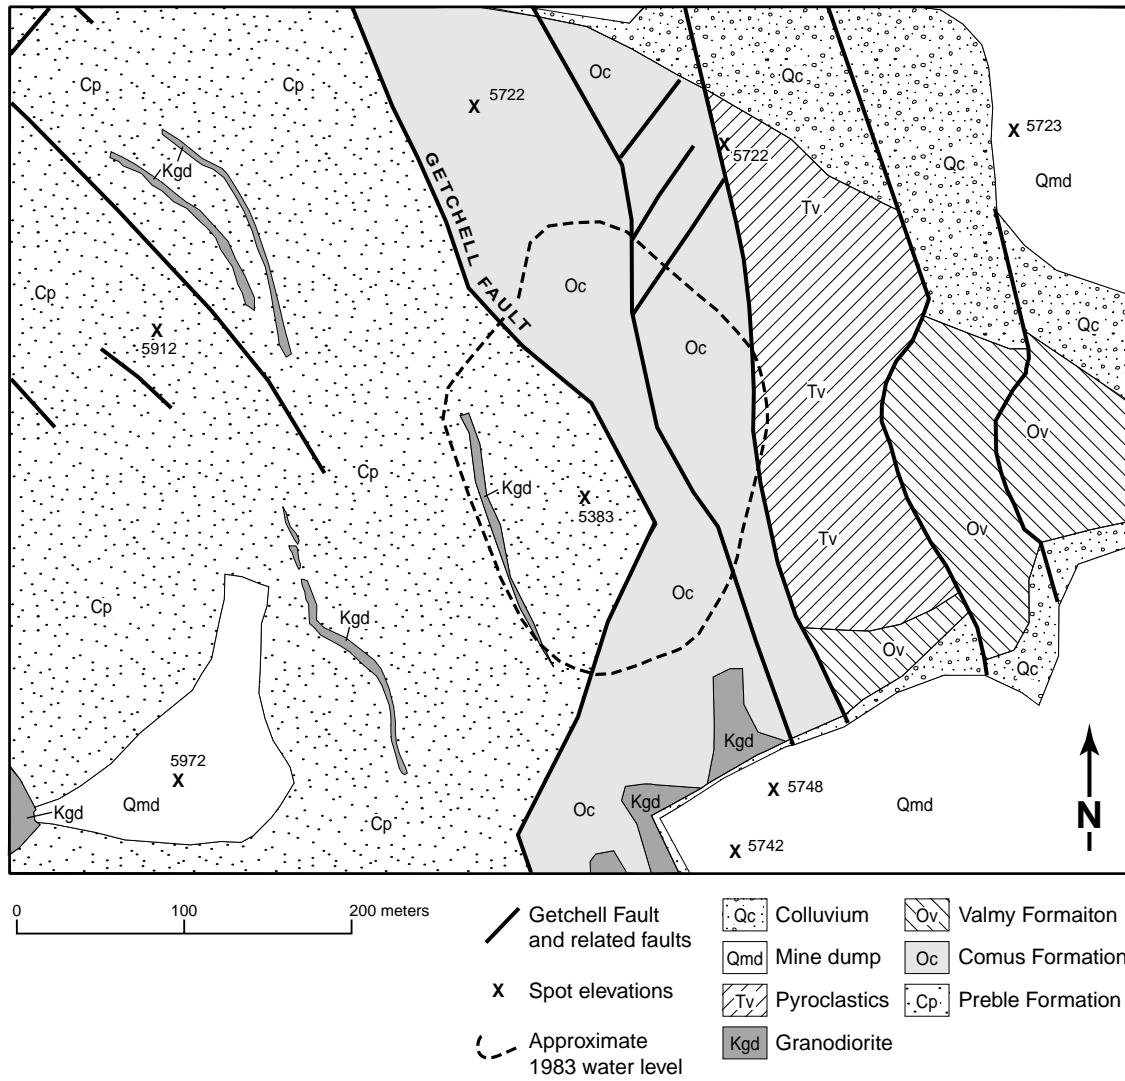 Cp
Cp
Oc
X 5722
Qc
X 5723
X
5722
Qc
Qmd
Kgd
GETCHELL FAULT
Tv
Cp
Oc
X
5912
Oc
Qc
Tv
Ov
Cp
Kgd
X
5383
Tv
Ov
Cp
Kgd
Oc
Ov
Qc
5972
X
Qmd
Kgd
Kgd
Kgd
X 5748
Qmd
Oc
Cp
X 5742
N
0 100 200 meters
Getchell Fault
and related faults
X Spot elevations
Approximate
1983 water level
Qc Colluvium
Qmd Mine dump
Tv Pyroclastics
Kgd Granodiorite
Ov Valmy Formaiton
Oc Comus Formation
Cp Preble Formation